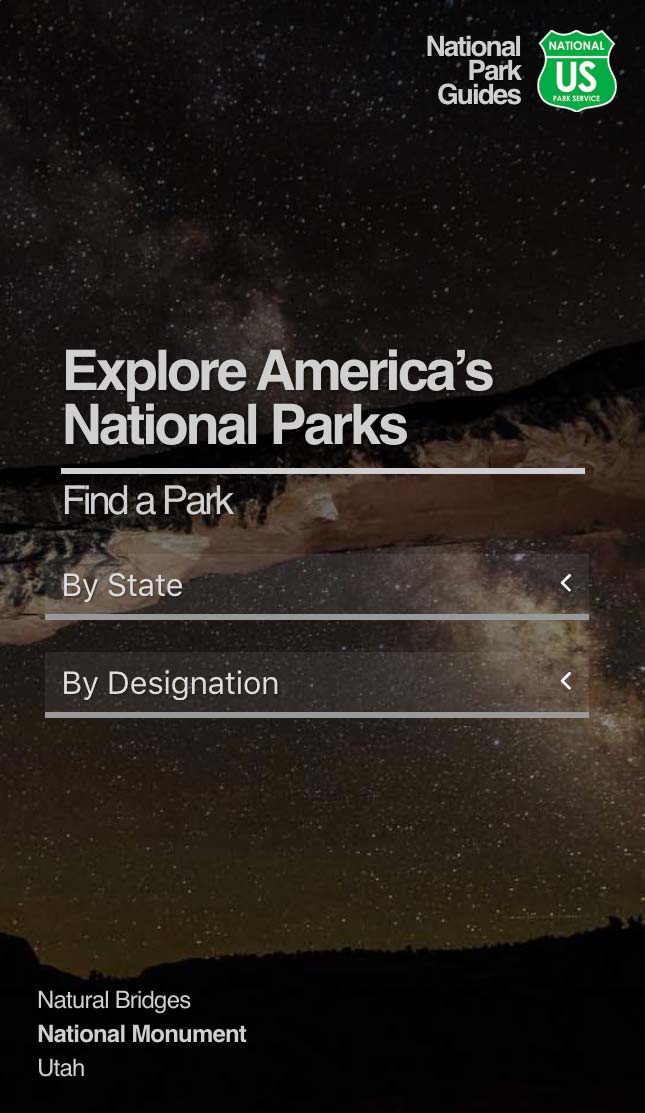 National
Park
Guides
NATIONAL
US
PARK SERVICE
Explore America’s
National Parks
Find a Park
By State
By Designation
Natural Bridges
National Monument
Utah